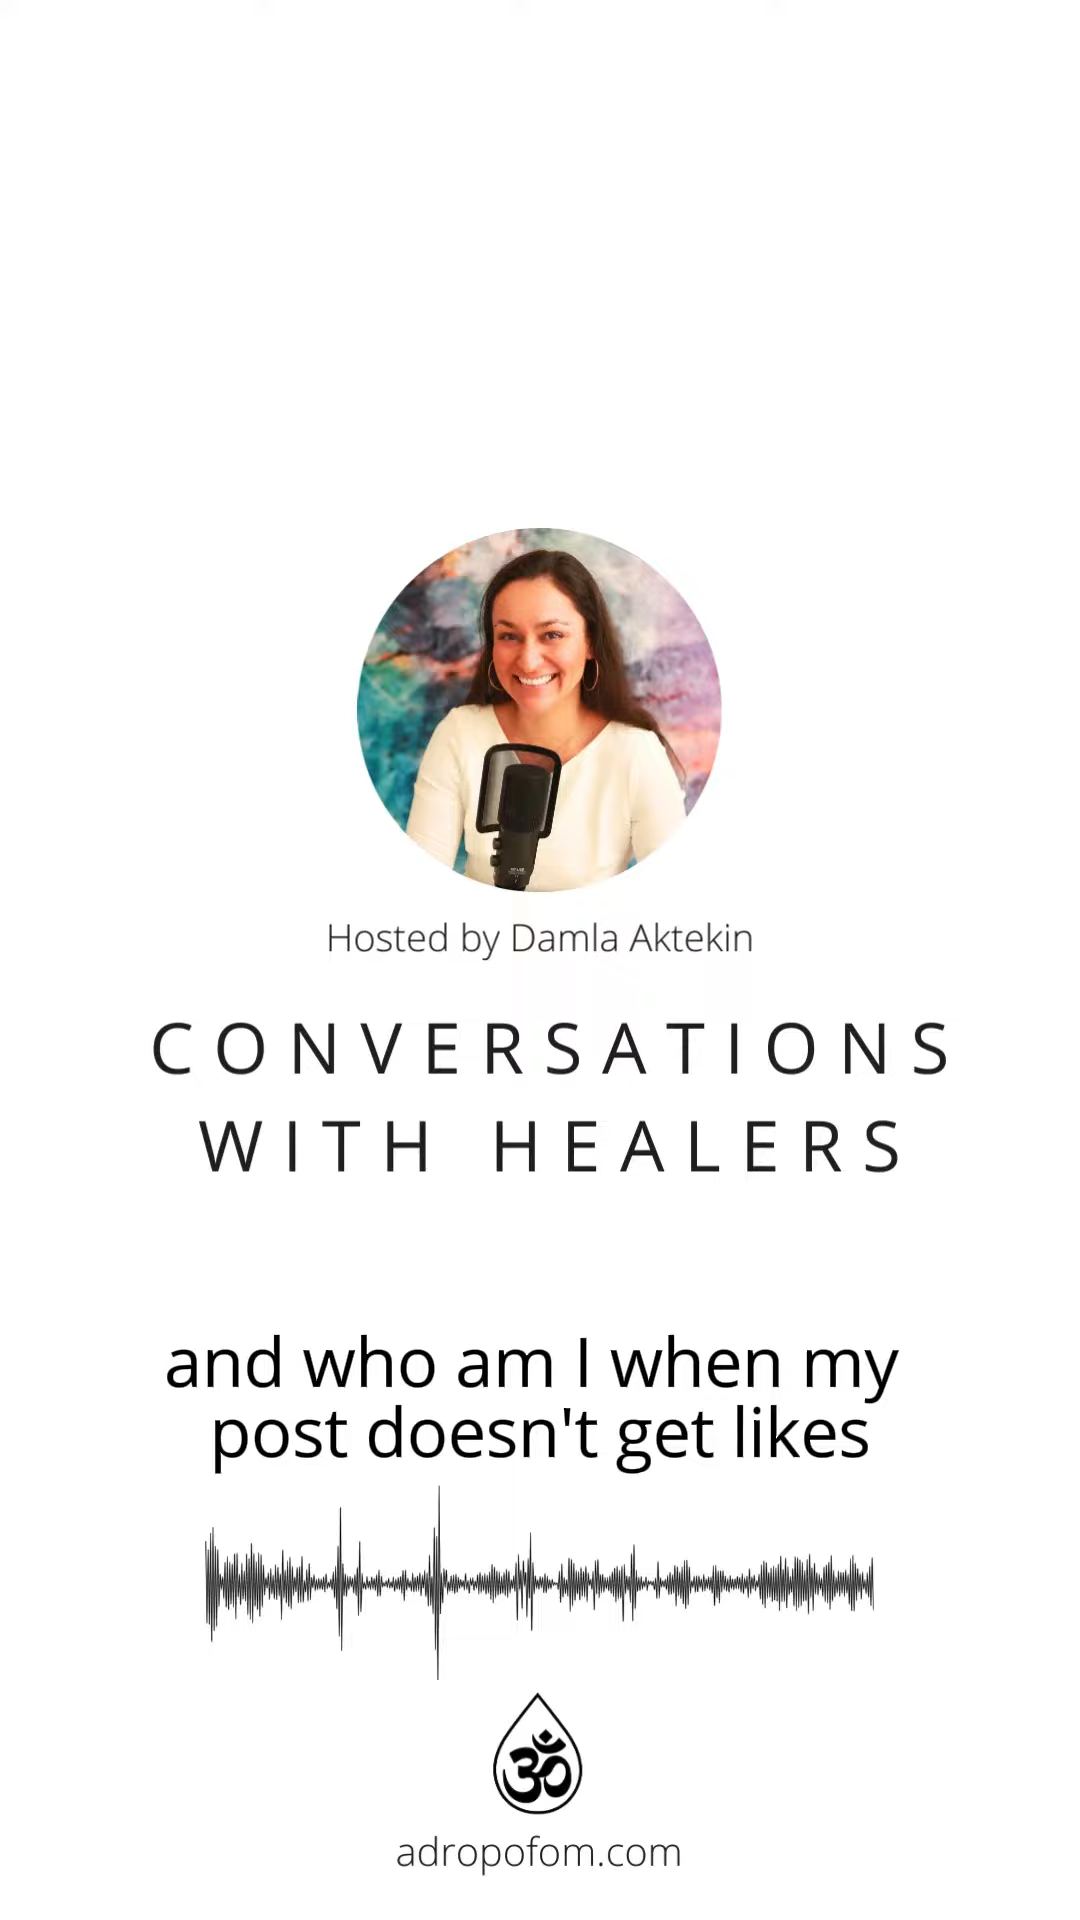 Hosted by Damla Aktekin
CONVERSATIONS
WITH HEALERS
and who am I when my
post doesn't get likes
ॐ
adropofom.com